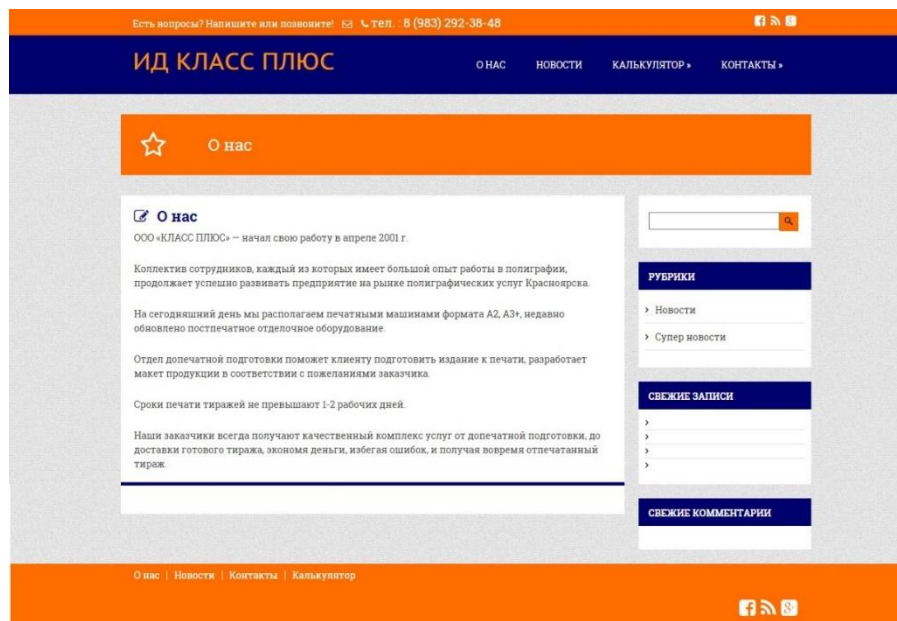 Есть вопросы? Напишите или позвоните! тел. : 8 (983) 292-38-48
ИД КЛАСС ПЛЮС
О НАС НОВОСТИ КАЛЬКУЛЯТОР » КОНТАКТЫ »
О нас
О нас
ООО «КЛАСС ПЛЮС» — начал свою работу в апреле 2001 г.
Коллектив сотрудников, каждый из которых имеет большой опыт работы в полиграфии,
продолжает успешно развивать предприятие на рынке полиграфических услуг Красноярска.
На сегодняшний день мы располагаем печатными машинами формата А2, А3+, недавно
обновлено постпечатное отделочное оборудование.
Отдел допечатной подготовки поможет клиенту подготовить издание к печати, разработает
макет продукции в соответствии с пожеланиями заказчика.
Сроки печати тиражей не превышают 1-2 рабочих дней.
Наши заказчики всегда получают качественный комплекс услуг от допечатной подготовки, до
доставки готового тиража, экономя деньги, избегая ошибок, и получая вовремя отпечатанный
тираж.
РУБРИКИ
Новости
Супер новости
СВЕЖИЕ ЗАПИСИ
СВЕЖИЕ КОММЕНТАРИИ
О нас | Новости | Контакты | Калькулятор